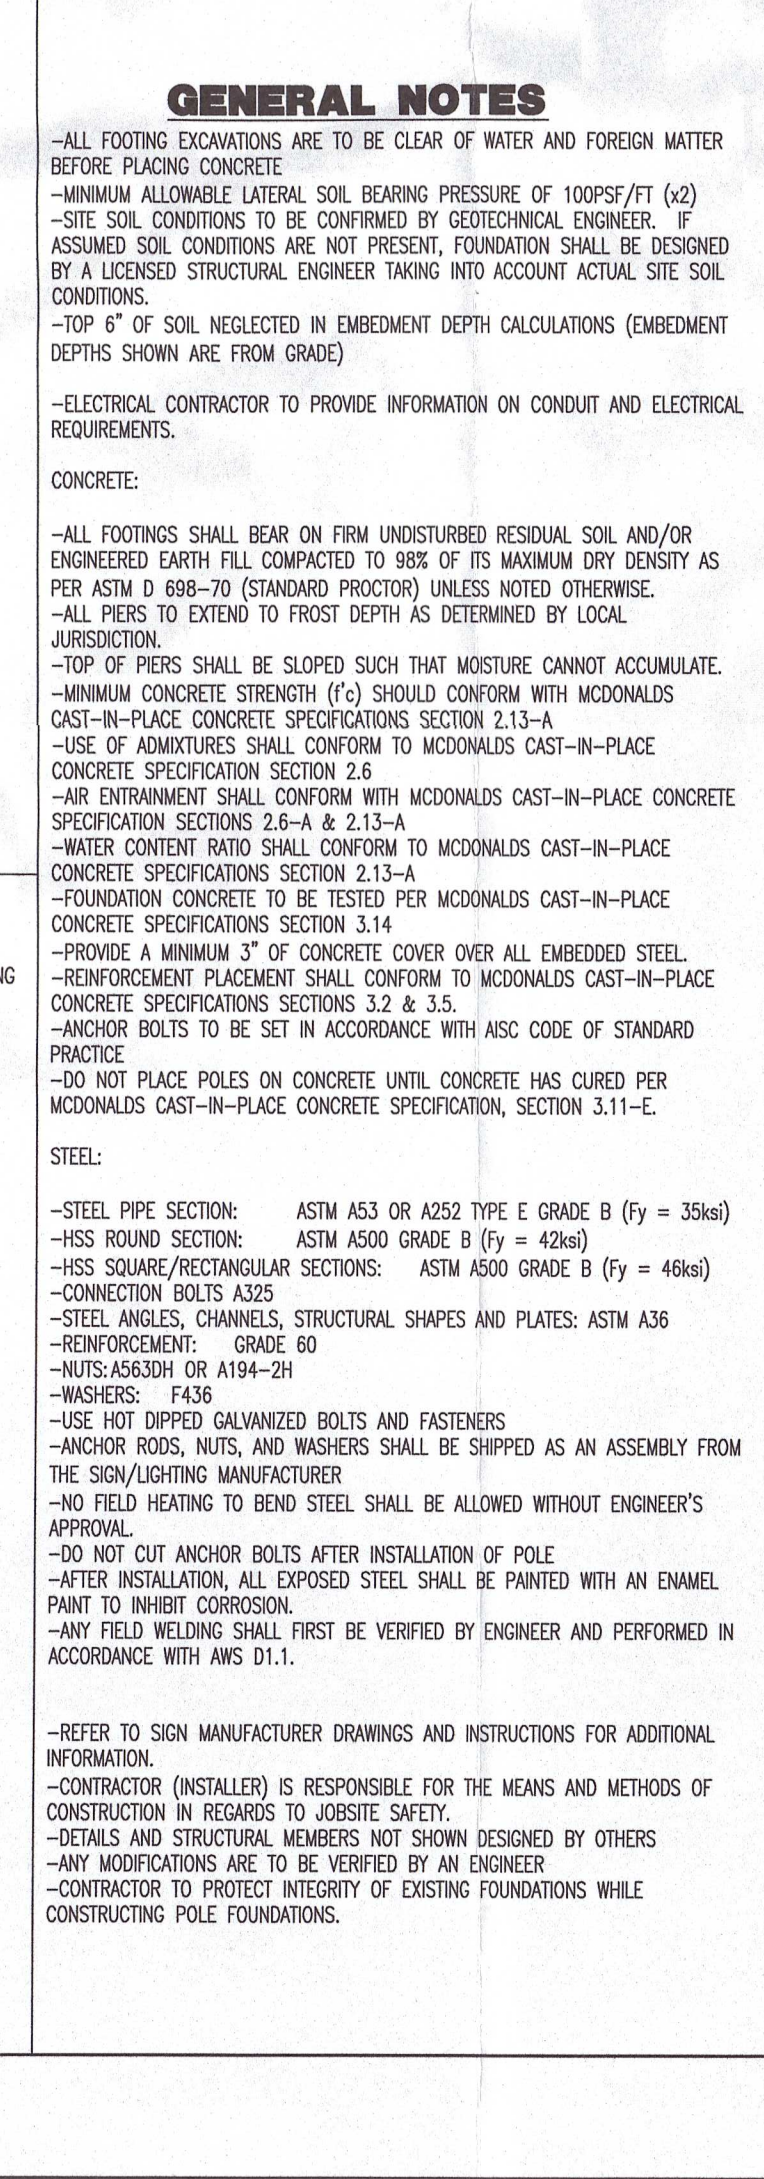 GENERAL NOTES
-ALL FOOTING EXCAVATIONS ARE TO BE CLEAR OF WATER AND FOREIGN MATTER
BEFORE PLACING CONCRETE
-MINIMUM ALLOWABLE LATERAL SOIL BEARING PRESSURE OF 100PSF/FT (x2)
-SITE SOIL CONDITIONS TO BE CONFIRMED BY GEOTECHNICAL ENGINEER. IF
ASSUMED SOIL CONDITIONS ARE NOT PRESENT, FOUNDATION SHALL BE DESIGNED
BY A LICENSED STRUCTURAL ENGINEER TAKING INTO ACCOUNT ACTUAL SITE SOIL
CONDITIONS.
-TOP 6" OF SOIL NEGLECTED IN EMBEDMENT DEPTH CALCULATIONS (EMBEDMENT
DEPTHS SHOWN ARE FROM GRADE)
-ELECTRICAL CONTRACTOR TO PROVIDE INFORMATION ON CONDUIT AND ELECTRICAL
REQUIREMENTS.
CONCRETE:
-ALL FOOTINGS SHALL BEAR ON FIRM UNDISTURBED RESIDUAL SOIL AND/OR
ENGINEERED EARTH FILL COMPACTED TO 98% OF ITS MAXIMUM DRY DENSITY AS
PER ASTM D 698-70 (STANDARD PROCTOR) UNLESS NOTED OTHERWISE.
-ALL PIERS TO EXTEND TO FROST DEPTH AS DETERMINED BY LOCAL
JURISDICTION.
-TOP OF PIERS SHALL BE SLOPED SUCH THAT MOISTURE CANNOT ACCUMULATE.
-MINIMUM CONCRETE STRENGTH (f'c) SHOULD CONFORM WITH MCDONALDS
CAST-IN-PLACE CONCRETE SPECIFICATIONS SECTION 2.13-A
-USE OF ADMIXTURES SHALL CONFORM TO MCDONALDS CAST-IN-PLACE
CONCRETE SPECIFICATION SECTION 2.6
-AIR ENTRAINMENT SHALL CONFORM WITH MCDONALDS CAST-IN-PLACE CONCRETE
SPECIFICATION SECTIONS 2.6-A & 2.13-A
-WATER CONTENT RATIO SHALL CONFORM TO MCDONALDS CAST-IN-PLACE
CONCRETE SPECIFICATIONS SECTION 2.13-A
-FOUNDATION CONCRETE TO BE TESTED PER MCDONALDS CAST-IN-PLACE
CONCRETE SPECIFICATIONS SECTION 3.14
-PROVIDE A MINIMUM 3" OF CONCRETE COVER OVER ALL EMBEDDED STEEL.
NG
-REINFORCEMENT PLACEMENT SHALL CONFORM TO MCDONALDS CAST-IN-PLACE
CONCRETE SPECIFICATIONS SECTIONS 3.2 & 3.5.
-ANCHOR BOLTS TO BE SET IN ACCORDANCE WITH AISC CODE OF STANDARD
PRACTICE
-DO NOT PLACE POLES ON CONCRETE UNTIL CONCRETE HAS CURED PER
MCDONALDS CAST-IN-PLACE CONCRETE SPECIFICATION, SECTION 3.11-E.
STEEL:
-STEEL PIPE SECTION: ASTM A53 OR A252 TYPE E GRADE B (Fy = 35ksi)
-HSS ROUND SECTION: ASTM A500 GRADE B (Fy = 42ksi)
-HSS SQUARE/RECTANGULAR SECTIONS: ASTM A500 GRADE B (Fy = 46ksi)
-CONNECTION BOLTS A325
-STEEL ANGLES, CHANNELS, STRUCTURAL SHAPES AND PLATES: ASTM A36
-REINFORCEMENT: GRADE 60
-NUTS: A563DH OR A194-2H
-WASHERS: F436
-USE HOT DIPPED GALVANIZED BOLTS AND FASTENERS
-ANCHOR RODS, NUTS, AND WASHERS SHALL BE SHIPPED AS AN ASSEMBLY FROM
THE SIGN/LIGHTING MANUFACTURER
-NO FIELD HEATING TO BEND STEEL SHALL BE ALLOWED WITHOUT ENGINEER'S
APPROVAL.
-DO NOT CUT ANCHOR BOLTS AFTER INSTALLATION OF POLE
-AFTER INSTALLATION, ALL EXPOSED STEEL SHALL BE PAINTED WITH AN ENAMEL
PAINT TO INHIBIT CORROSION.
-ANY FIELD WELDING SHALL FIRST BE VERIFIED BY ENGINEER AND PERFORMED IN
ACCORDANCE WITH AWS D1.1.
-REFER TO SIGN MANUFACTURER DRAWINGS AND INSTRUCTIONS FOR ADDITIONAL
INFORMATION.
-CONTRACTOR (INSTALLER) IS RESPONSIBLE FOR THE MEANS AND METHODS OF
CONSTRUCTION IN REGARDS TO JOBSITE SAFETY.
-DETAILS AND STRUCTURAL MEMBERS NOT SHOWN DESIGNED BY OTHERS
-ANY MODIFICATIONS ARE TO BE VERIFIED BY AN ENGINEER
-CONTRACTOR TO PROTECT INTEGRITY OF EXISTING FOUNDATIONS WHILE
CONSTRUCTING POLE FOUNDATIONS.